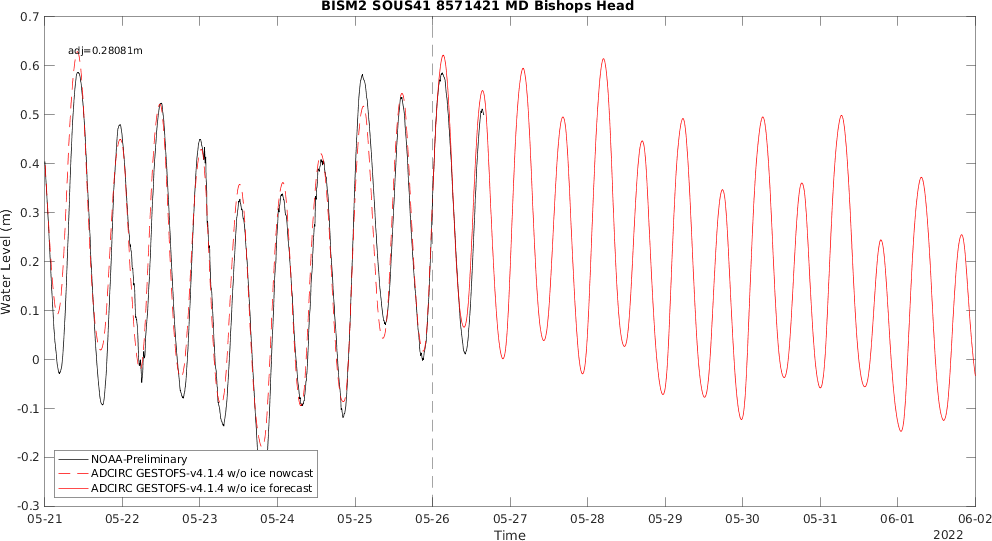 BISM2 SOUS41 8571421 MD Bishops Head
adj=0.28081m
Water Level (m)
0.7
0.6
0.5
0.4
0.3
0.2
0.1
0
-0.1
-0.2
-0.3
NOAA-Preliminary
ADCIRC GESTOFS-v4.1.4 w/o ice nowcast
ADCIRC GESTOFS-v4.1.4 w/o ice forecast
05-21 05-22 05-23 05-24 05-25 05-26 05-27 05-28 05-29 05-30 05-31 06-01 06-02
Time
2022